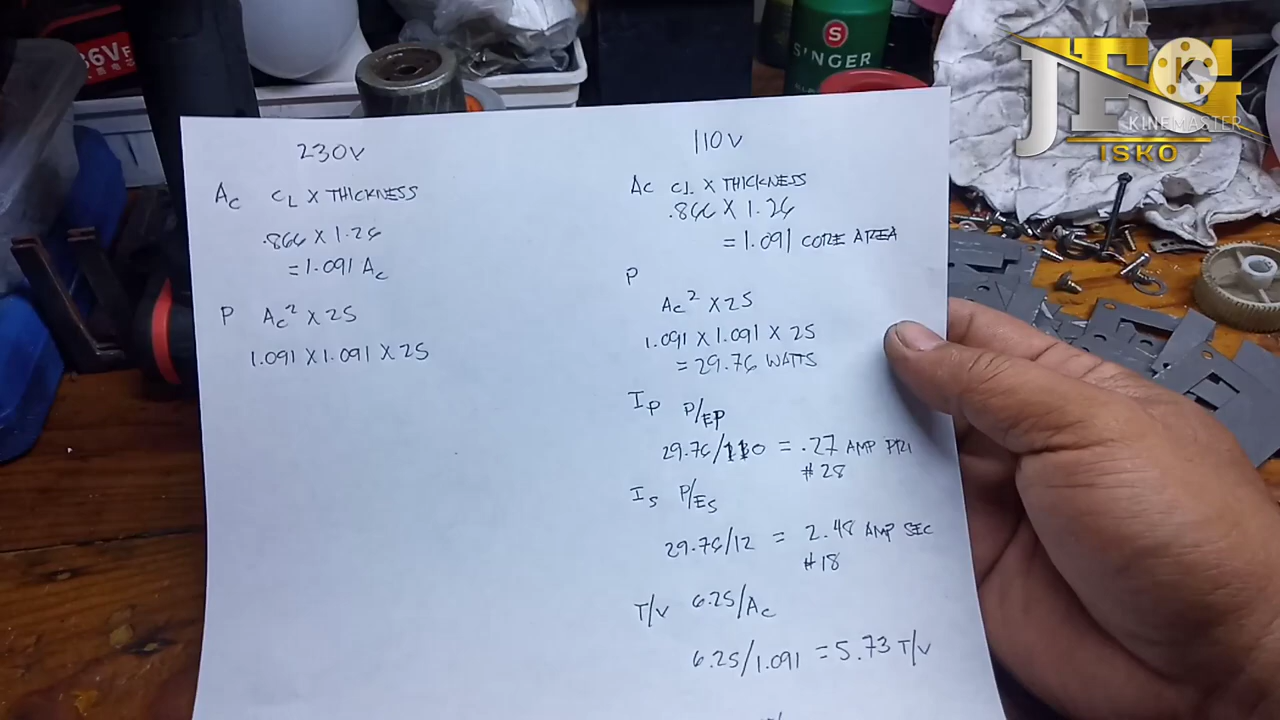 36V
S
SINGER
JFG
KINEMASTER
ISKO
230V
Ac CL X THICKNESS
.866 X 1.26
= 1.091 Ac
P Ac² X 25
1.091 X 1.091 X 25
110V
Ac CL X THICKNESS
.866 X 1.26
= 1.091 CORE AREA
P
Ac² X 25
1.091 X 1.091 X 25
= 29.76 WATTS
IP P/EP
29.76/110 = .27 AMP PRI
#28
IS P/ES
29.76/12 = 2.48 AMP SEC
#18
T/V 6.25/Ac
6.25/1.091 = 5.73 T/V